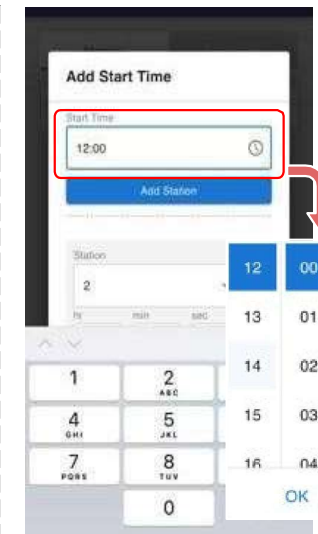 Add Start Time
Start Time
12:00
Add Station
Station
2
hr min sec
12 00
13 01
14 02
15 03
16 04
OK
1 2
ABC
4 5
GHI JKL
7 8
PQRS TUV
0